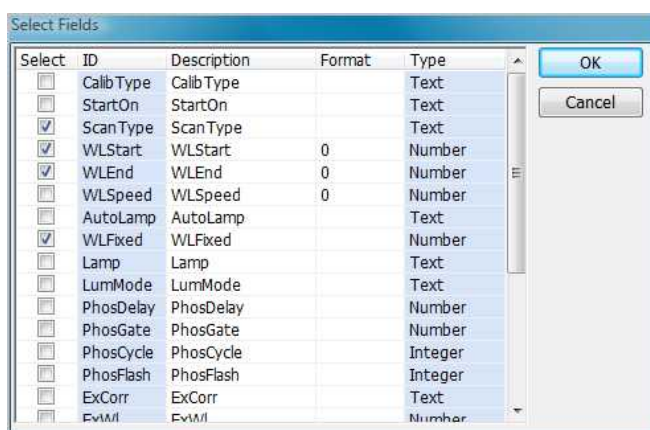 Select Fields
Select ID Description Format Type
OK
CalibType CalibType Text
StartOn StartOn Text
Cancel
ScanType ScanType Text
WLStart WLStart 0 Number
WLEnd WLEnd 0 Number
WLSpeed WLSpeed 0 Number
AutoLamp AutoLamp Text
WLFixed WLFixed Number
Lamp Lamp Text
LumMode LumMode Text
PhosDelay PhosDelay Number
PhosGate PhosGate Number
PhosCycle PhosCycle Integer
PhosFlash PhosFlash Integer
ExCorr ExCorr Text
ExWl ExWl Number